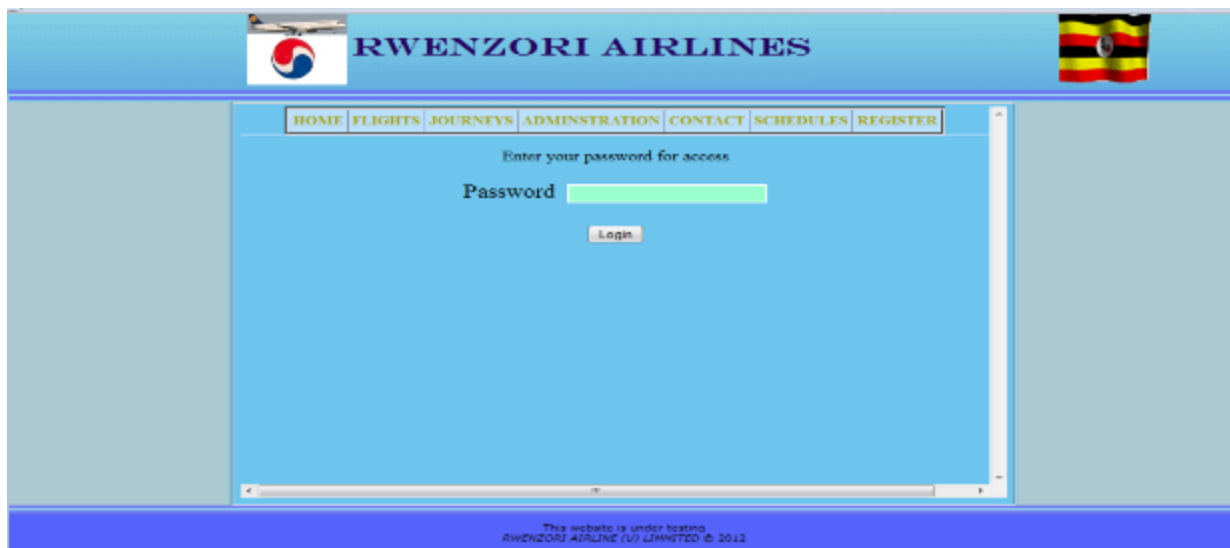 RWENZORI AIRLINES
HOME FLIGHTS JOURNEYS ADMINSTRATION CONTACT SCHEDULES REGISTER
Enter your password for access
Password
Login
This website is under testing
RWENZORI AIRLINE (U) LIMMITED © 2012